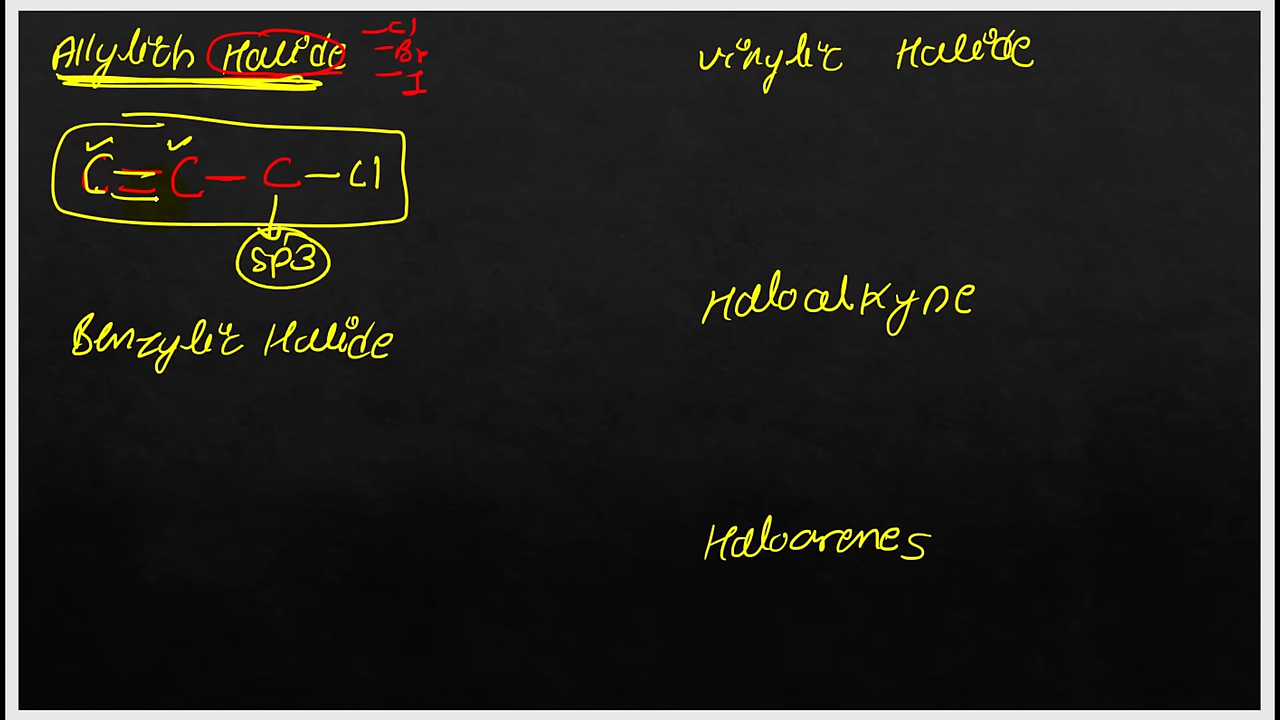 Allylith Halide
-Cl
-Br
-I
C=C-C-Cl
sp3
Benzylic Halide
Vinylic Halide
Haloalkyne
Haloarenes